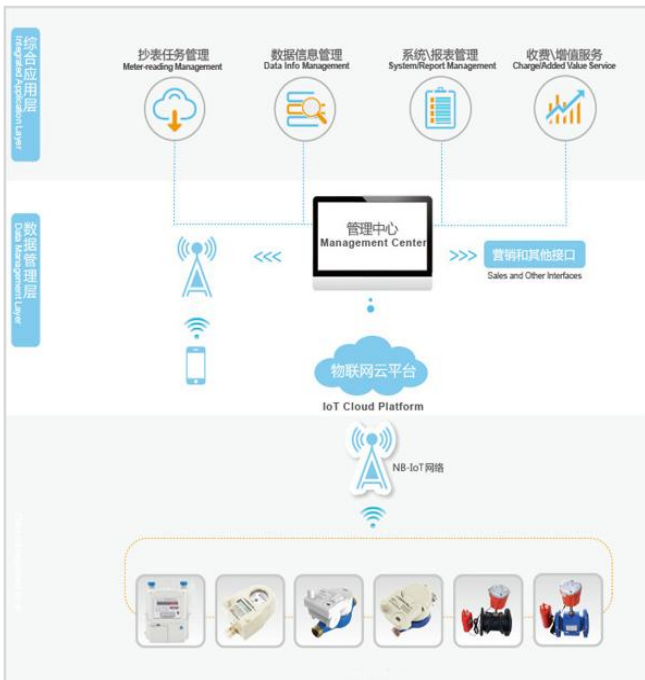 综合应用层
Integrated Application Layer
抄表任务管理
Meter-reading Management
数据信息管理
Data Info Management
系统\报表管理
System/Report Management
收费\增值服务
Charge/Added Value Service
数据管理层
Data Management Layer
管理中心
Management Center
<<<
>>>
营销和其他接口
Sales and Other Interfaces
物联网云平台
IoT Cloud Platform
NB-IoT网络